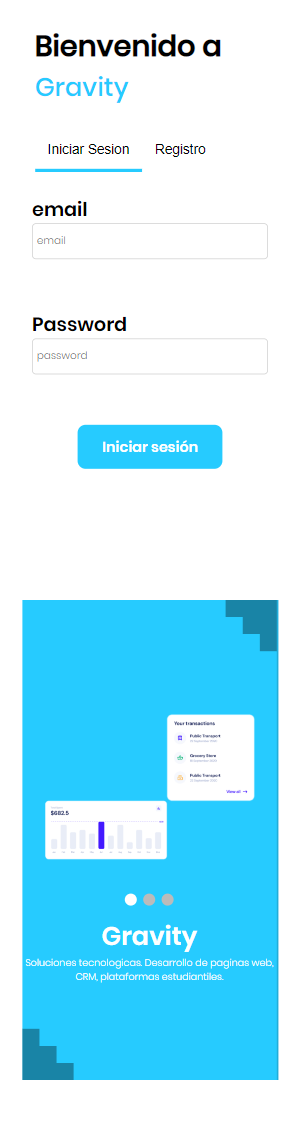 Bienvenido a
Gravity
Iniciar Sesion
Registro
email
email
Password
password
Iniciar sesión
Your transactions
Public Transport
Grocery Store
Public Transport
View all
$682.5
Gravity
Soluciones tecnologicas. Desarrollo de paginas web,
CRM, plataformas estudiantiles.